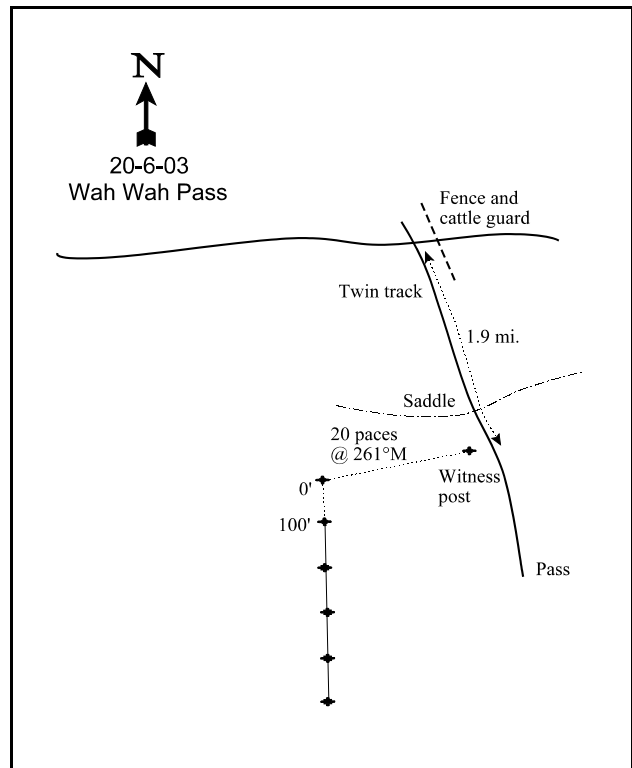 N
20-6-03
Wah Wah Pass
Fence and
cattle guard
Twin track
1.9 mi.
Saddle
20 paces
@ 261°M
Witness
post
0'
100'
Pass